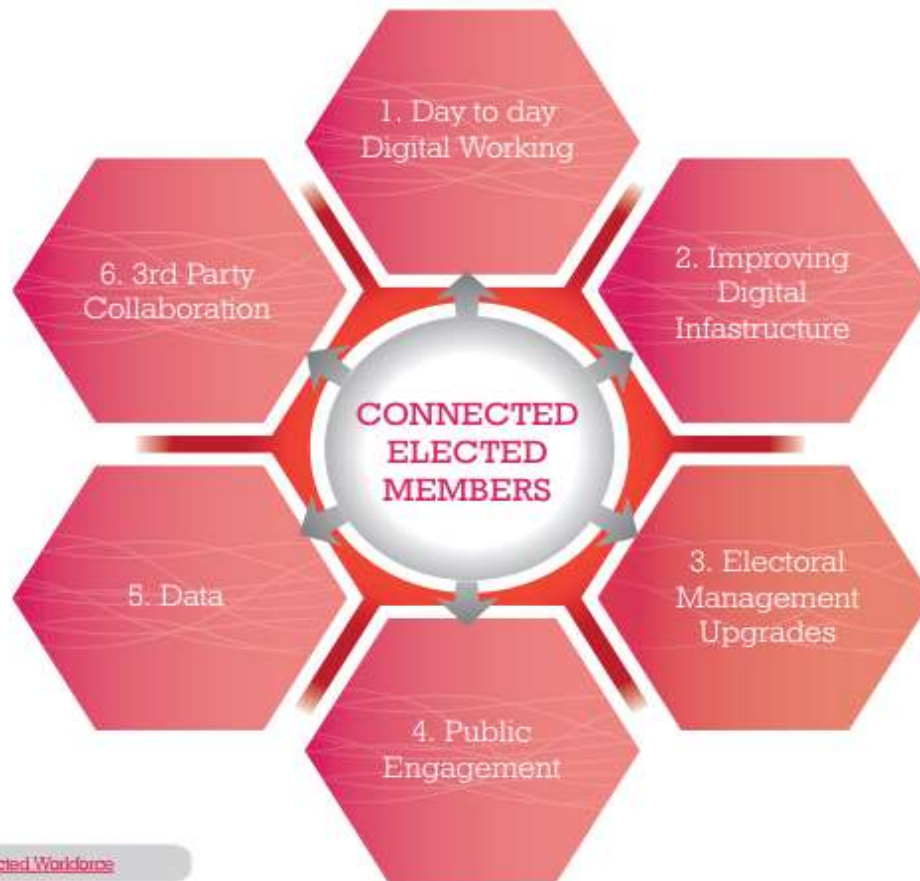 1. Day to day
Digital Working
2. Improving
Digital
Infastructure
3. Electoral
Management
Upgrades
4. Public
Engagement
5. Data
6. 3rd Party
Collaboration
CONNECTED
ELECTED
MEMBERS
Workforce